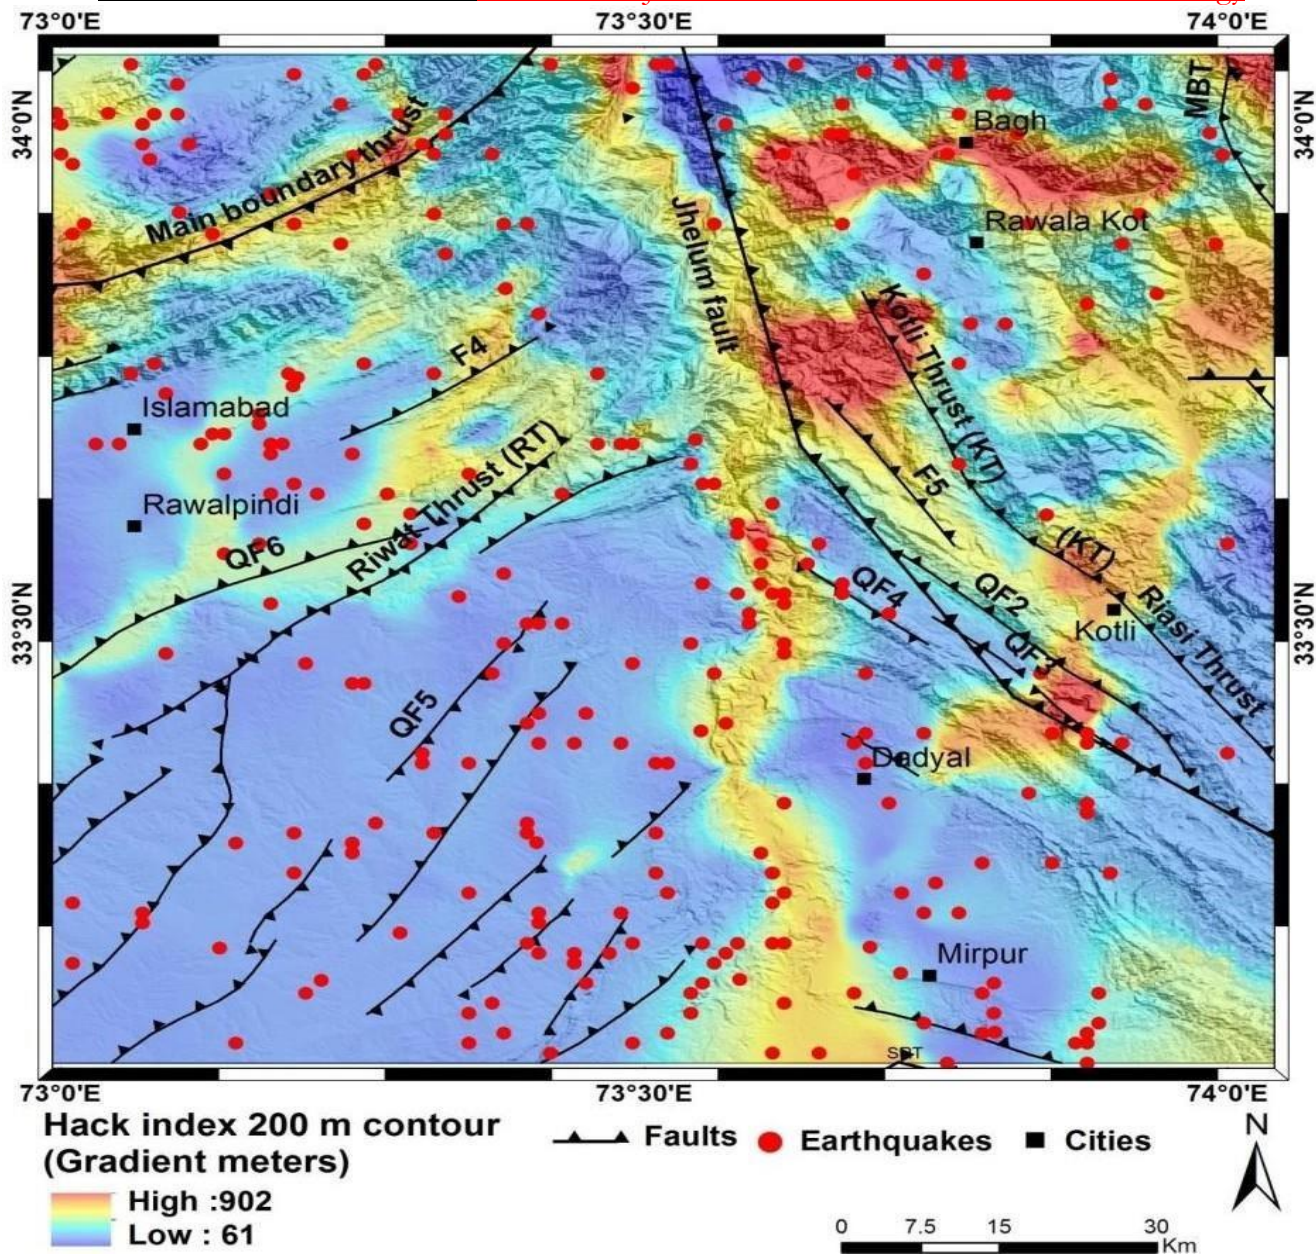 73°0'E
73°30'E
74°0'E
34°0'N
34°0'N
MBT
Bagh
Main boundary thrust
Rawala Kot
Jhelum fault
Kotli Thrust (KT)
F4
Islamabad
Riwat Thrust (RT)
F5
Rawalpindi
QF6
(KT)
QF4
QF2
Riasi Thrust
33°30'N
33°30'N
Kotli
QF3
QF5
Dadyal
Mirpur
73°0'E
73°30'E
74°0'E
Hack index 200 m contour
(Gradient meters)
High :902
Low : 61
Faults
Earthquakes
Cities
N
0 7.5 15 30
Km